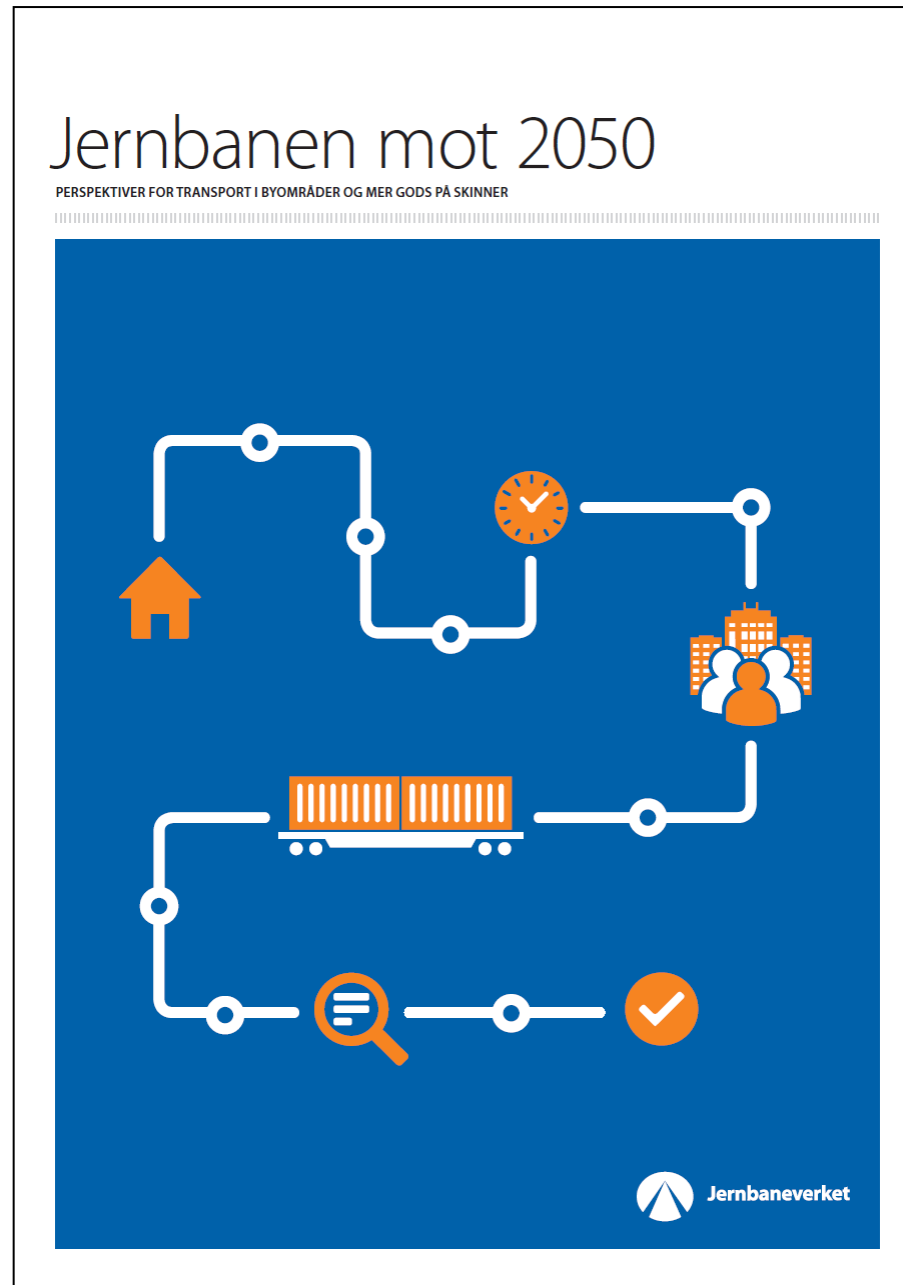 Jernbanen mot 2050
PERSPEKTIVER FOR TRANSPORT I BYOMRÅDER OG MER GODS PÅ SKINNER
Jernbaneverket